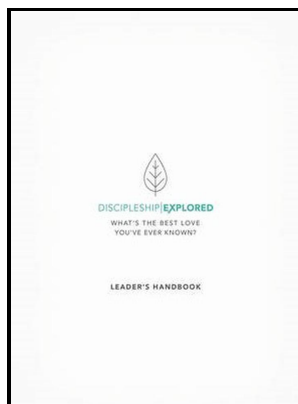 DISCIPLESHIP|EXPLORED
WHAT'S THE BEST LOVE
YOU'VE EVER KNOWN?
LEADER'S HANDBOOK